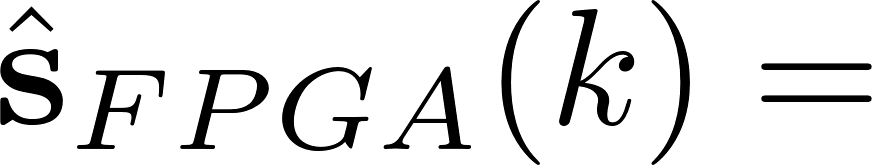 ŝ_{FPGA}(k) =